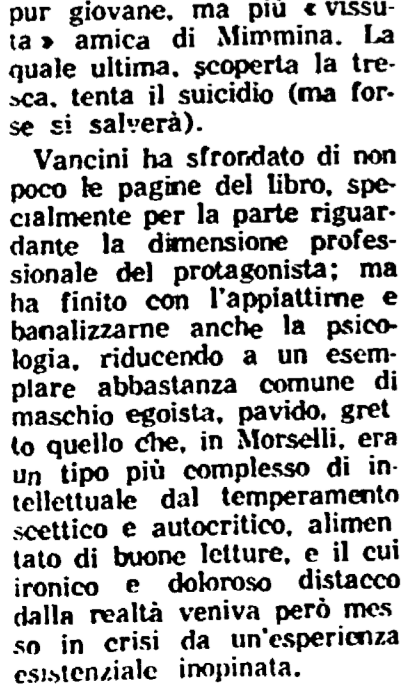 pur giovane, ma più « vissu-
ta » amica di Mimmina. La
quale ultima, scoperta la tre-
sca, tenta il suicidio (ma for-
se si salverà).
Vancini ha sfrondato di non
poco le pagine del libro, spe-
cialmente per la parte riguar-
dante la dimensione profes-
sionale del protagonista; ma
ha finito con l'appiattirne e
banalizzarne anche la psico-
logia, riducendo a un esem-
plare abbastanza comune di
maschio egoista, pavido, gret
to quello che, in Morselli, era
un tipo più complesso di in-
tellettuale dal temperamento
scettico e autocritico, alimen
tato di buone letture, e il cui
ironico e doloroso distacco
dalla realtà veniva però mes
so in crisi da un'esperienza
esistenziale inopinata.